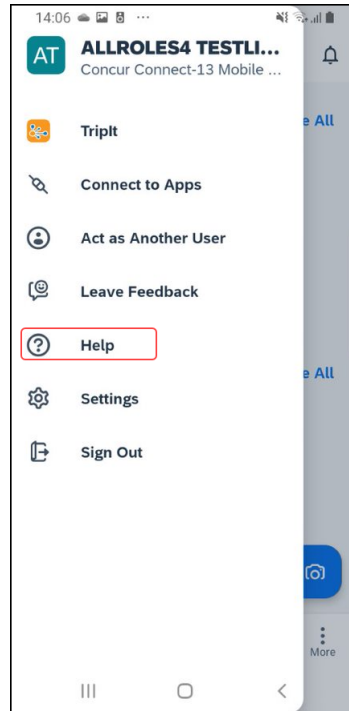 14:06
AT
ALLROLES4 TESTLI...
Concur Connect-13 Mobile ...
e All
TripIt
Connect to Apps
Act as Another User
Leave Feedback
Help
e All
Settings
Sign Out
More